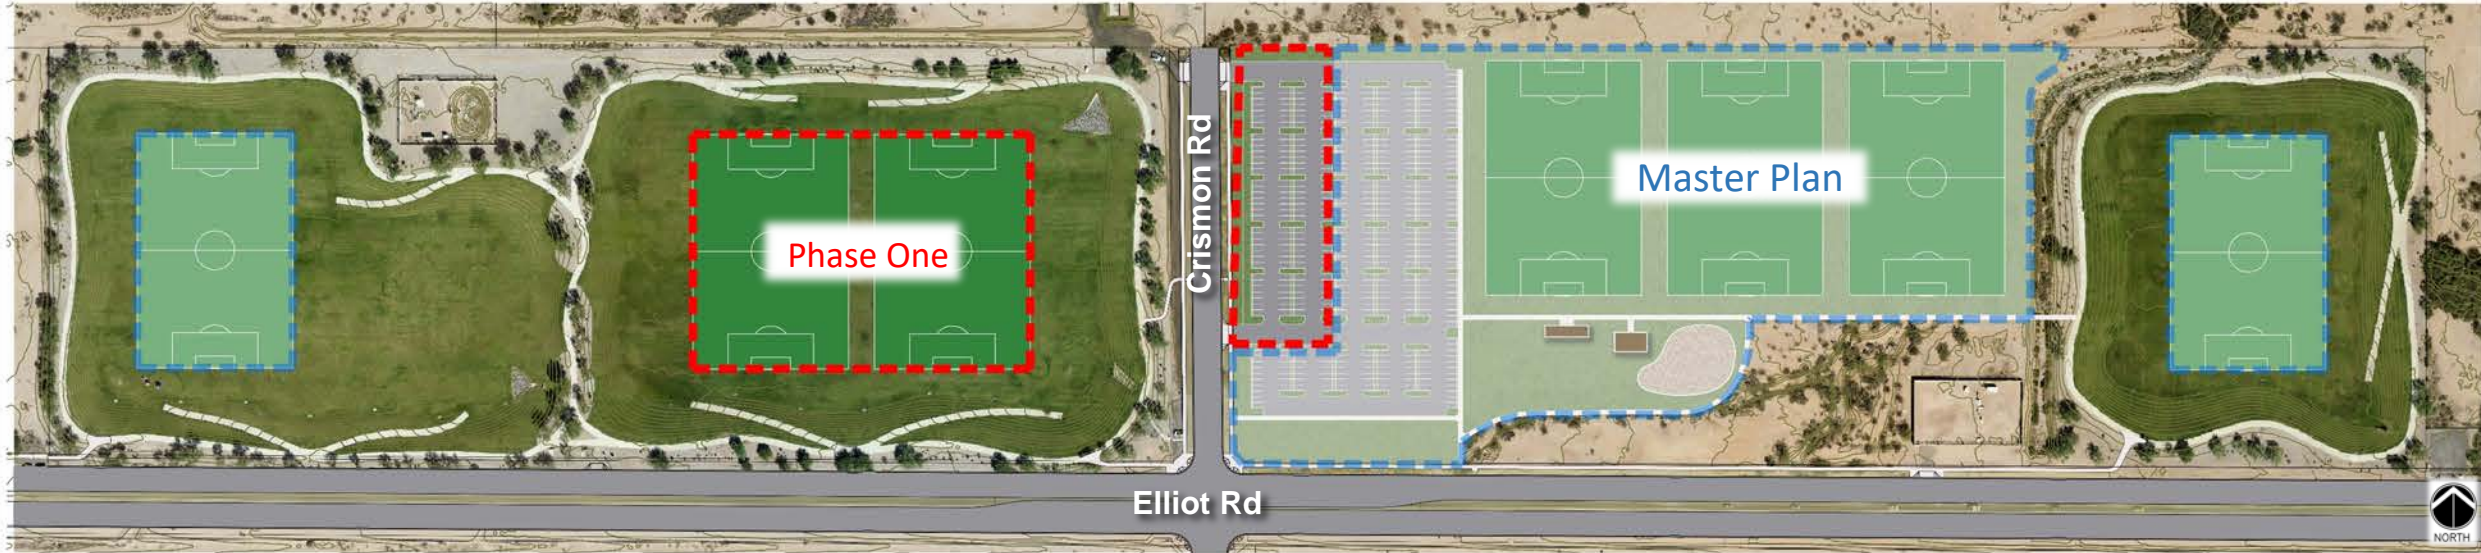 Phase One
Crismon Rd
Master Plan
Elliot Rd
NORTH